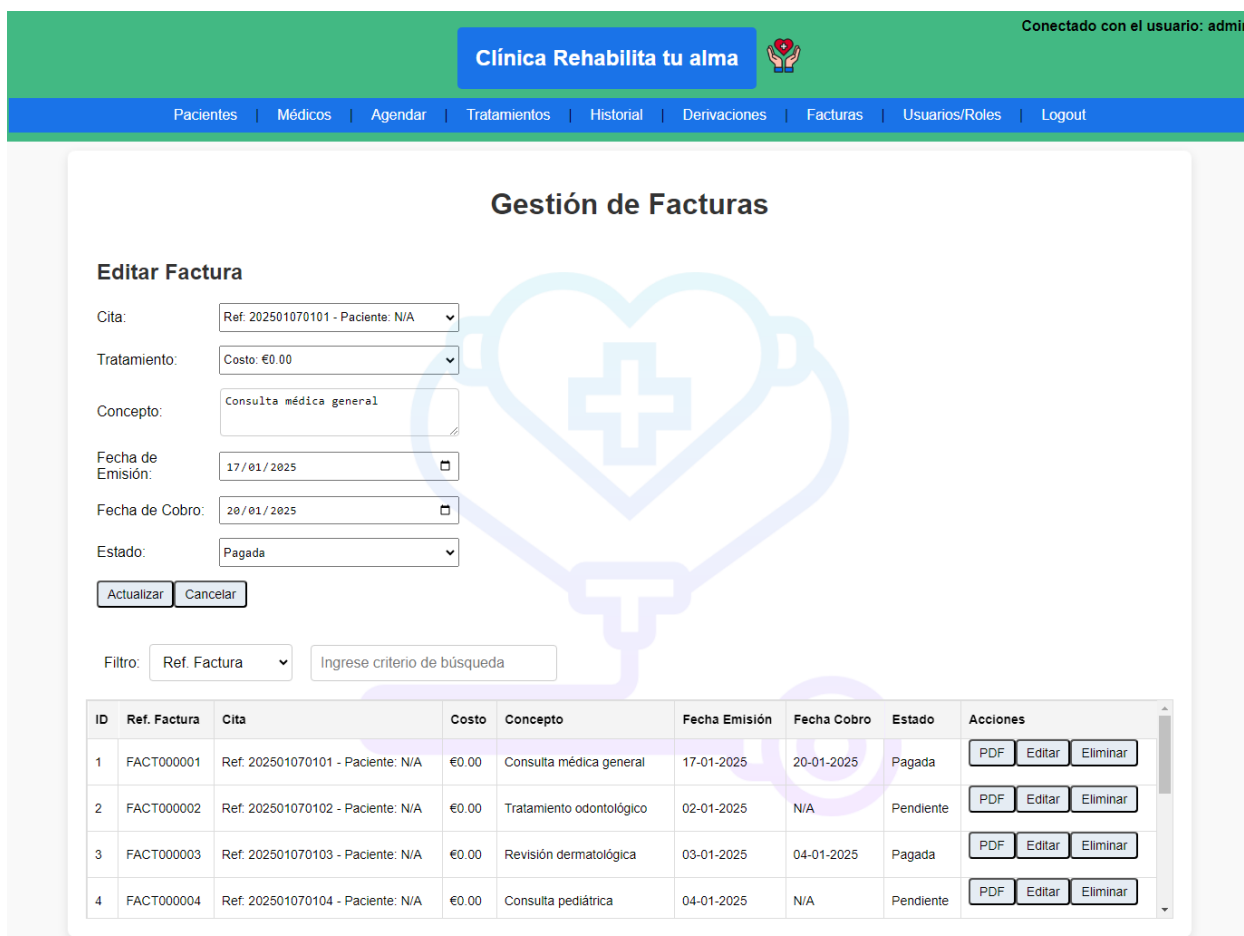 Conectado con el usuario: admin
Clínica Rehabilita tu alma
Pacientes | Médicos | Agendar | Tratamientos | Historial | Derivaciones | Facturas | Usuarios/Roles | Logout
Gestión de Facturas
Editar Factura
Cita: Ref: 202501070101 - Paciente: N/A
Tratamiento: Costo: €0.00
Concepto: Consulta médica general
Fecha de
Emisión: 17/01/2025
Fecha de Cobro: 20/01/2025
Estado: Pagada
Actualizar Cancelar
Filtro: Ref. Factura Ingrese criterio de búsqueda
ID Ref. Factura Cita Costo Concepto Fecha Emisión Fecha Cobro Estado Acciones
1 FACT000001 Ref: 202501070101 - Paciente: N/A €0.00 Consulta médica general 17-01-2025 20-01-2025 Pagada PDF Editar Eliminar
2 FACT000002 Ref: 202501070102 - Paciente: N/A €0.00 Tratamiento odontológico 02-01-2025 N/A Pendiente PDF Editar Eliminar
3 FACT000003 Ref: 202501070103 - Paciente: N/A €0.00 Revisión dermatológica 03-01-2025 04-01-2025 Pagada PDF Editar Eliminar
4 FACT000004 Ref: 202501070104 - Paciente: N/A €0.00 Consulta pediátrica 04-01-2025 N/A Pendiente PDF Editar Eliminar